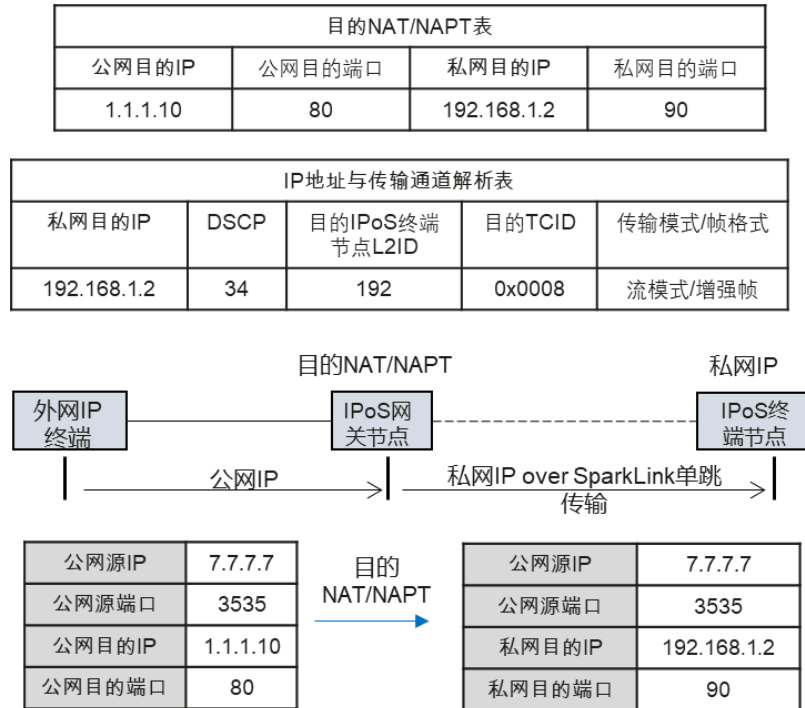 目的NAT/NAPT表
公网目的IP 公网目的端口 私网目的IP 私网目的端口
1.1.1.10 80 192.168.1.2 90
IP地址与传输通道解析表
私网目的IP DSCP 目的IPoS终端 目的TCID 传输模式/帧格式
节点L2ID
192.168.1.2 34 192 0x0008 流模式/增强帧
目的NAT/NAPT 私网IP
外网IP IPoS网 IPoS终
终端 关节点 端节点
公网IP 私网IP over SparkLink单跳
传输
公网源IP 7.7.7.7 目的 公网源IP 7.7.7.7
NAT/NAPT
公网源端口 3535 公网源端口 3535
公网目的IP 1.1.1.10 私网目的IP 192.168.1.2
公网目的端口 80 私网目的端口 90